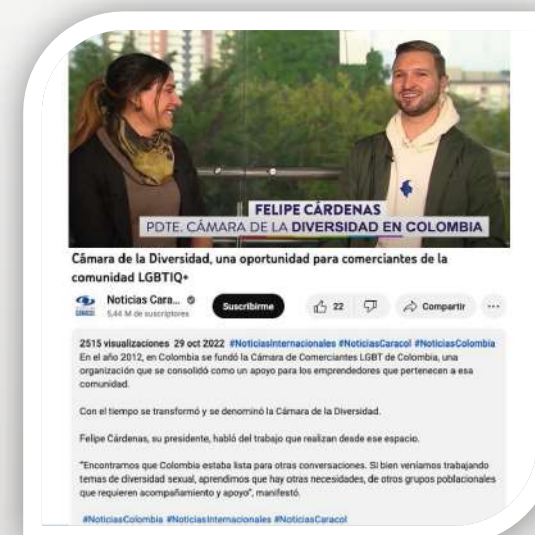 FELIPE CÁRDENAS
PDTE. CÁMARA DE LA DIVERSIDAD EN COLOMBIA
Cámara de la Diversidad, una oportunidad para comerciantes de la
comunidad LGBTIQ+
Noticias Cara...
5,44 M de suscriptores
Suscribirme
22
Compartir
...
2515 visualizaciones 29 oct 2022 #NoticiasInternacionales #NoticiasCaracol #NoticiasColombia
En el año 2012, en Colombia se fundó la Cámara de Comerciantes LGBT de Colombia, una
organización que se consolidó como un apoyo para los emprendedores que pertenecen a esa
comunidad.
Con el tiempo se transformó y se denominó la Cámara de la Diversidad.
Felipe Cárdenas, su presidente, habló del trabajo que realizan desde ese espacio.
"Encontramos que Colombia estaba lista para otras conversaciones. Si bien veníamos trabajando
temas de diversidad sexual, aprendimos que hay otras necesidades, de otros grupos poblacionales
que requieren acompañamiento y apoyo", manifestó.
#NoticiasColombia #NoticiasInternacionales #NoticiasCaracol